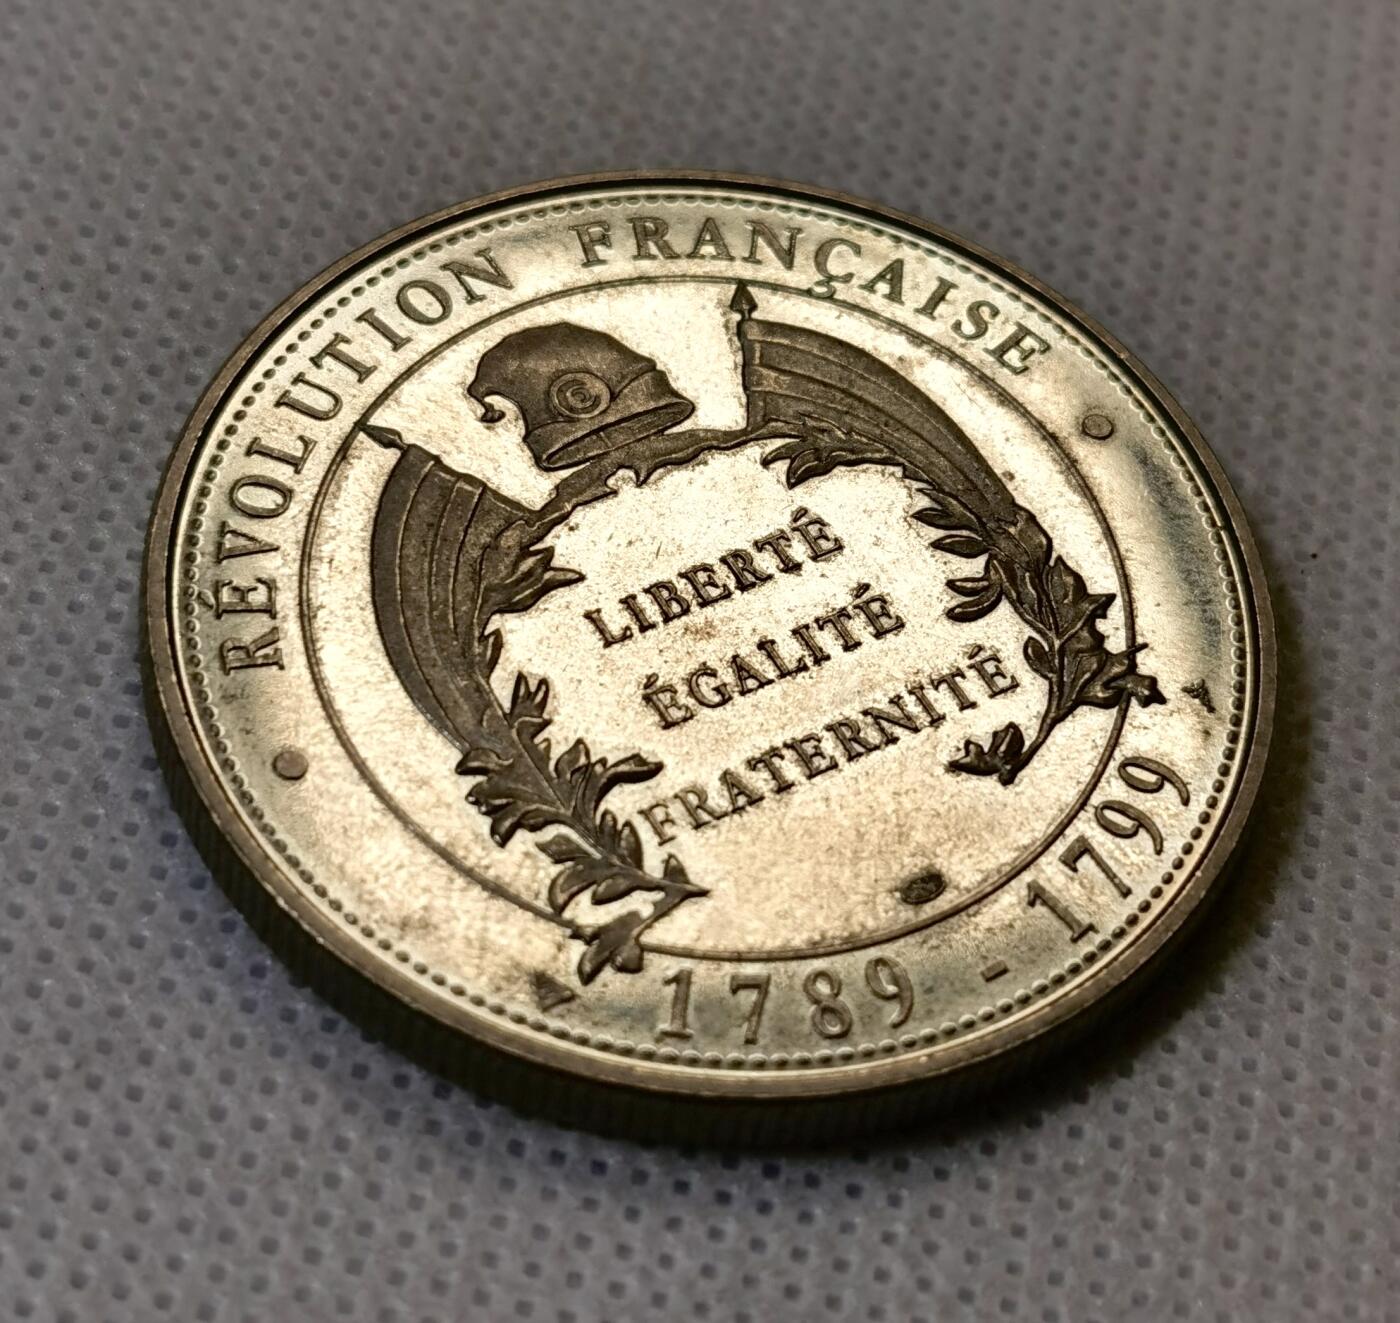 RÉVOLUTION FRANÇAISE
LIBERTÉ
ÉGALITÉ
FRATERNITÉ
1789 - 1799